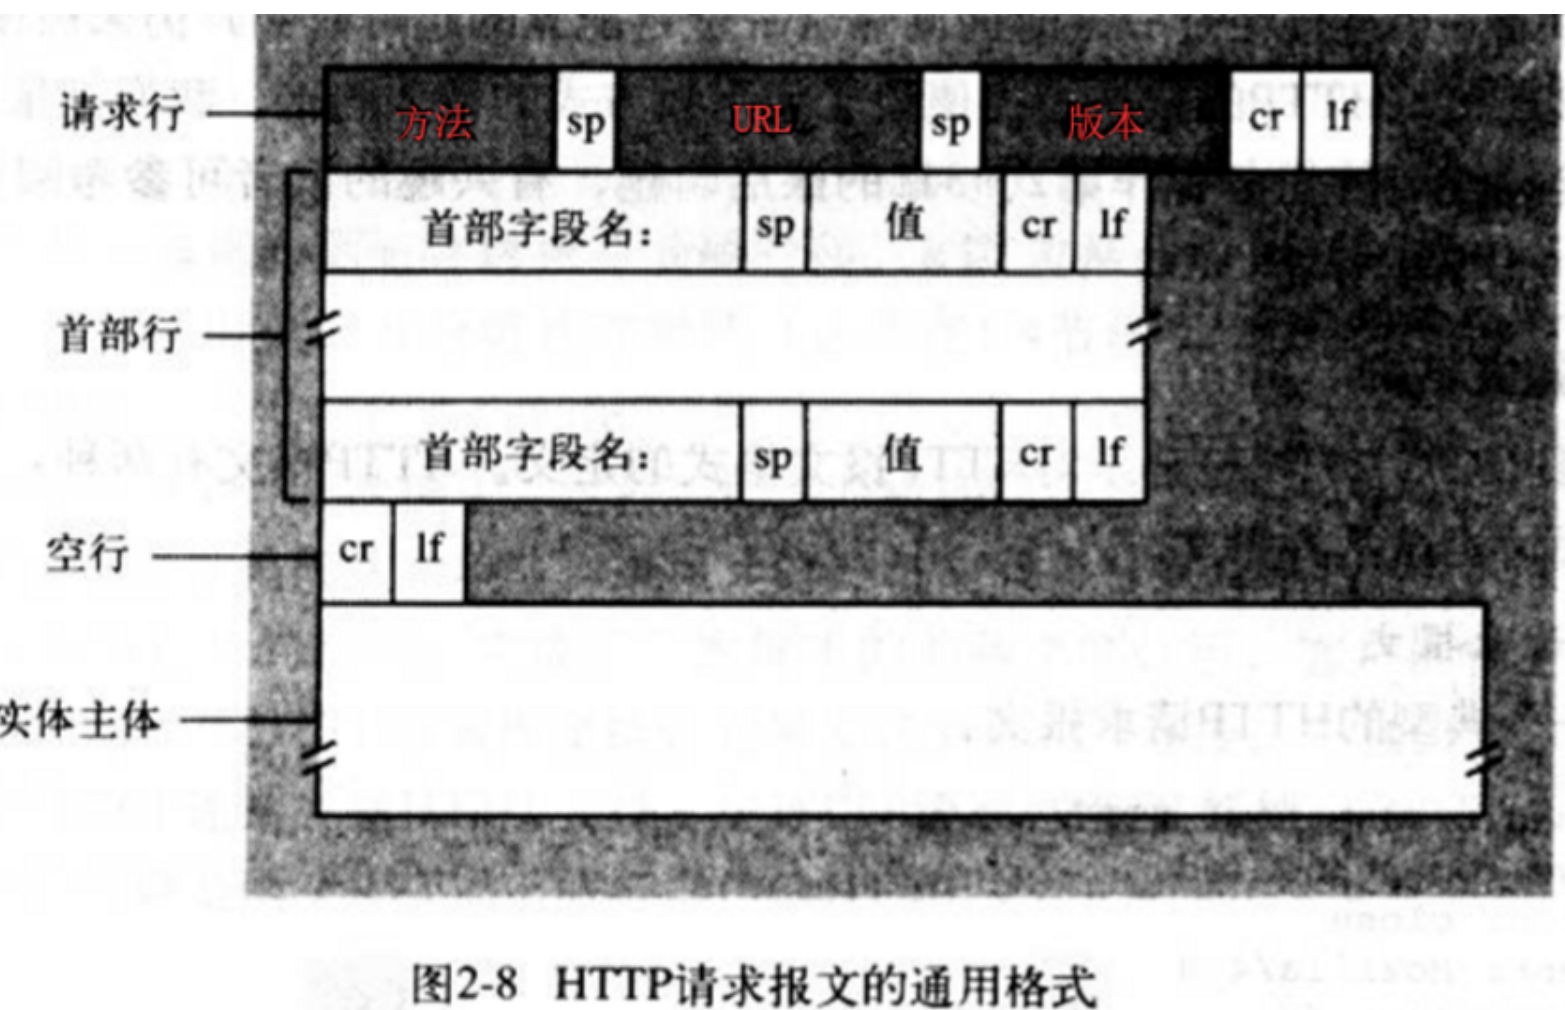 请求行 方法 sp URL sp 版本 cr lf
首部字段名: sp 值 cr lf
首部行
首部字段名: sp 值 cr lf
空行 cr lf
实体主体
图2-8 HTTP请求报文的通用格式